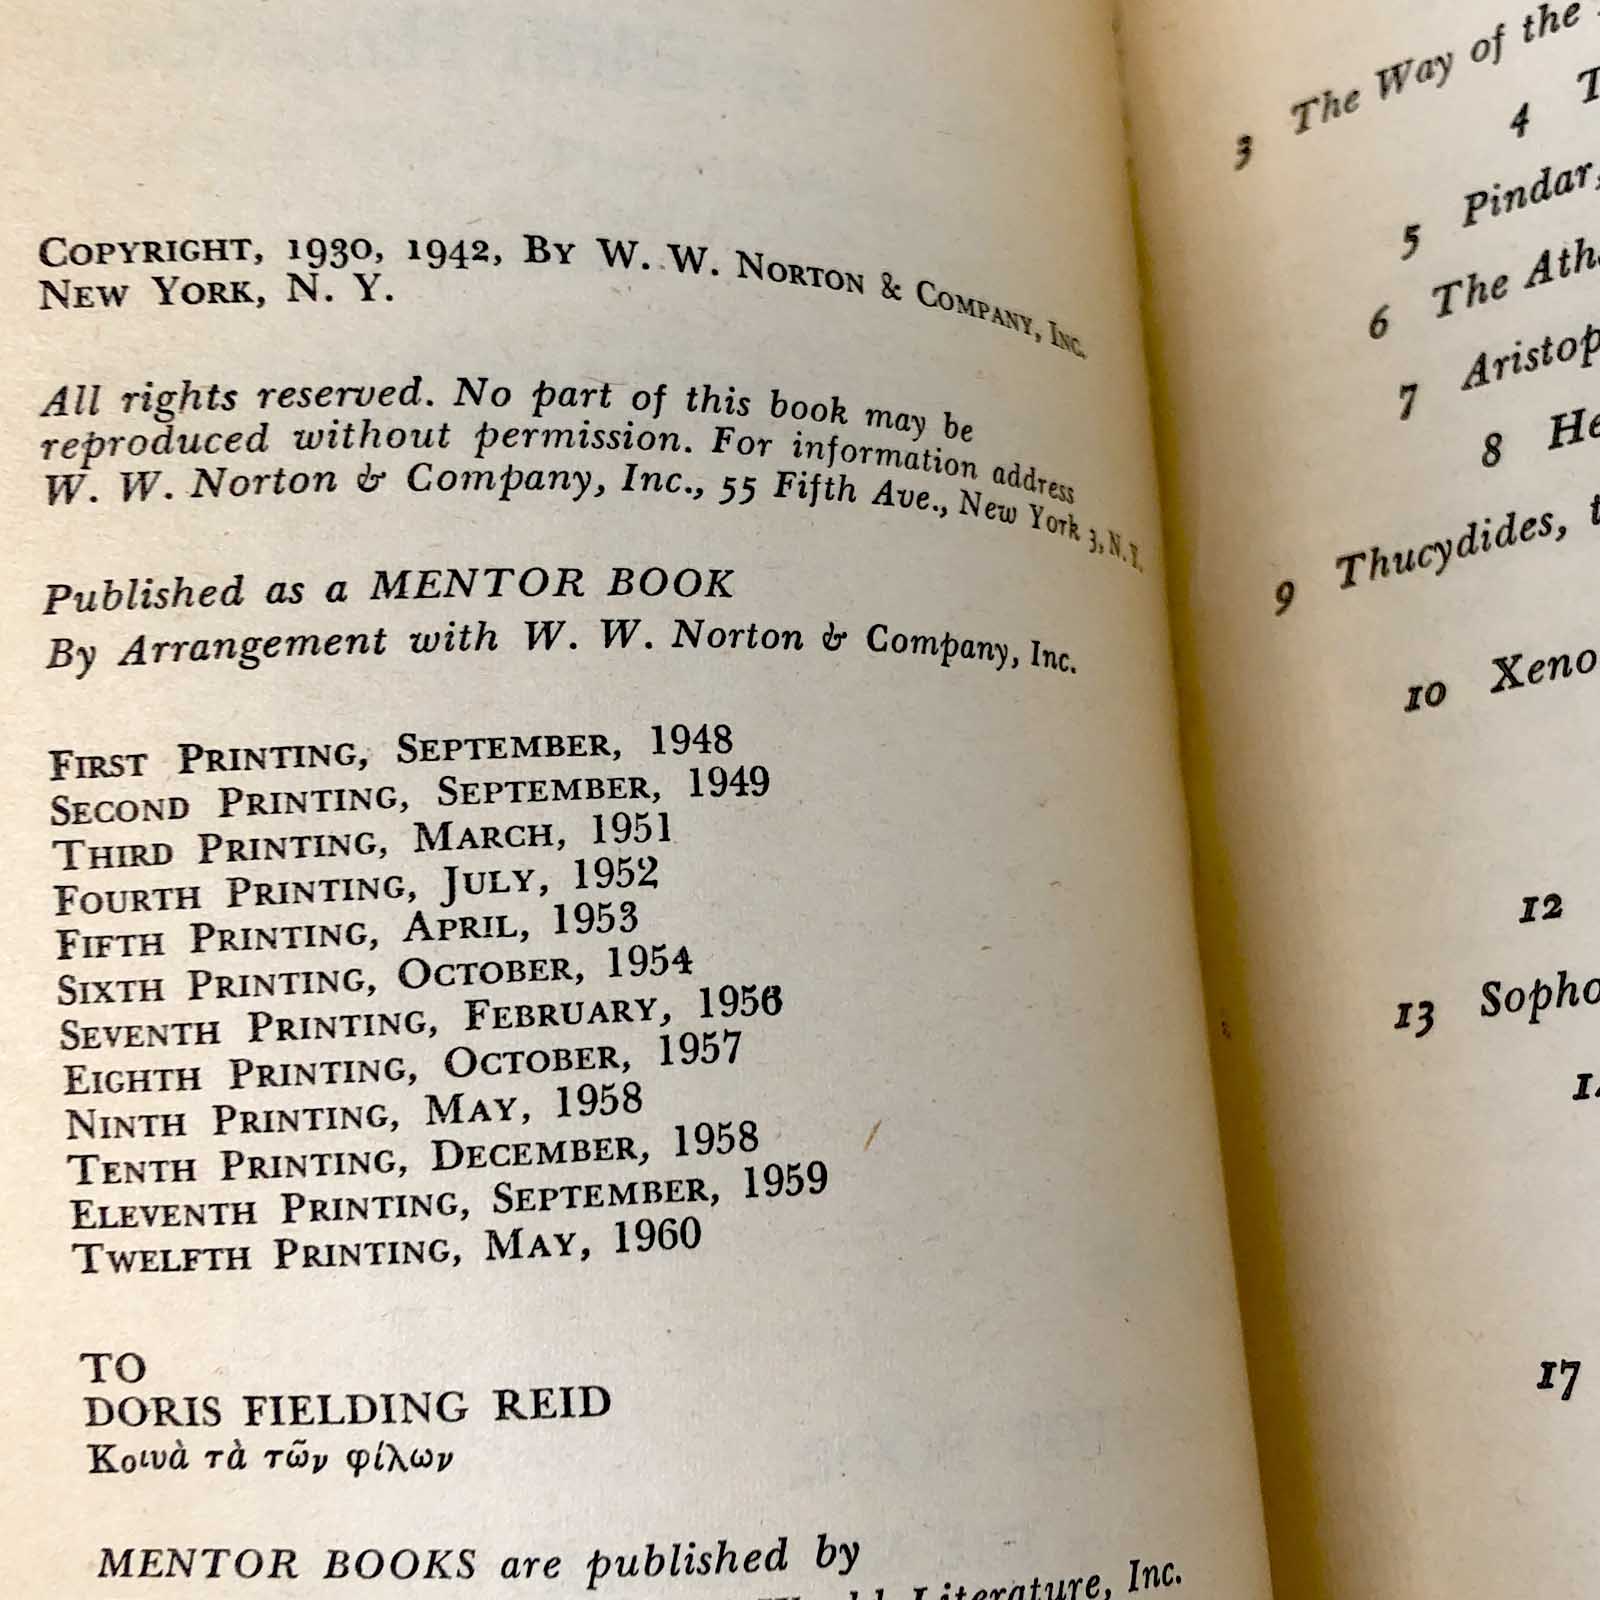 COPYRIGHT, 1930, 1942, BY W. W. NORTON & COMPANY, INC.
NEW YORK, N. Y.
All rights reserved. No part of this book may be
reproduced without permission. For information address
W. W. Norton & Company, Inc., 55 Fifth Ave., New York 3, N.Y.
Published as a MENTOR BOOK
By Arrangement with W. W. Norton & Company, Inc.
FIRST PRINTING, SEPTEMBER, 1948
SECOND PRINTING, SEPTEMBER, 1949
THIRD PRINTING, MARCH, 1951
FOURTH PRINTING, JULY, 1952
FIFTH PRINTING, APRIL, 1953
SIXTH PRINTING, OCTOBER, 1954
SEVENTH PRINTING, FEBRUARY, 1956
EIGHTH PRINTING, OCTOBER, 1957
NINTH PRINTING, MAY, 1958
TENTH PRINTING, DECEMBER, 1958
ELEVENTH PRINTING, SEPTEMBER, 1959
TWELFTH PRINTING, MAY, 1960
TO
DORIS FIELDING REID
Κοινὰ τὰ τῶν φίλων
MENTOR BOOKS are published by
Literature, Inc.
3 The Way of the
4
5 Pindar,
6 The Ath
7 Aristop
8 He
9 Thucydides,
10 Xeno
12
13 Sopho
17